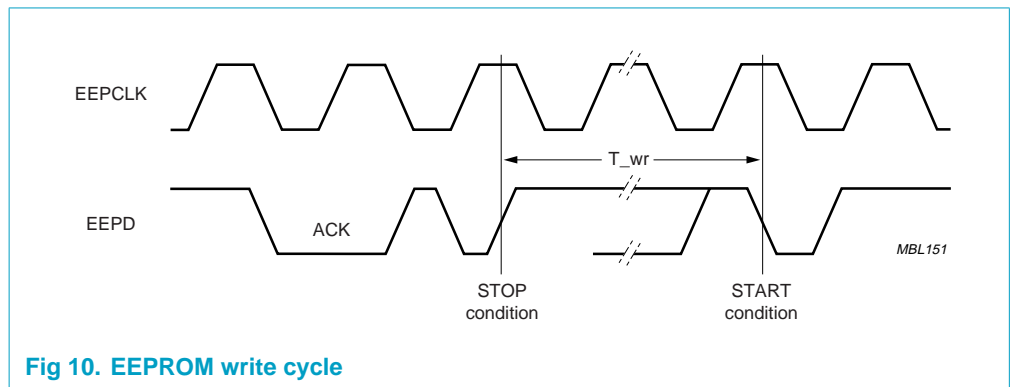 EEPCLK
T_wr
EEPD
ACK
MBL151
STOP
condition
START
condition
Fig 10. EEPROM write cycle